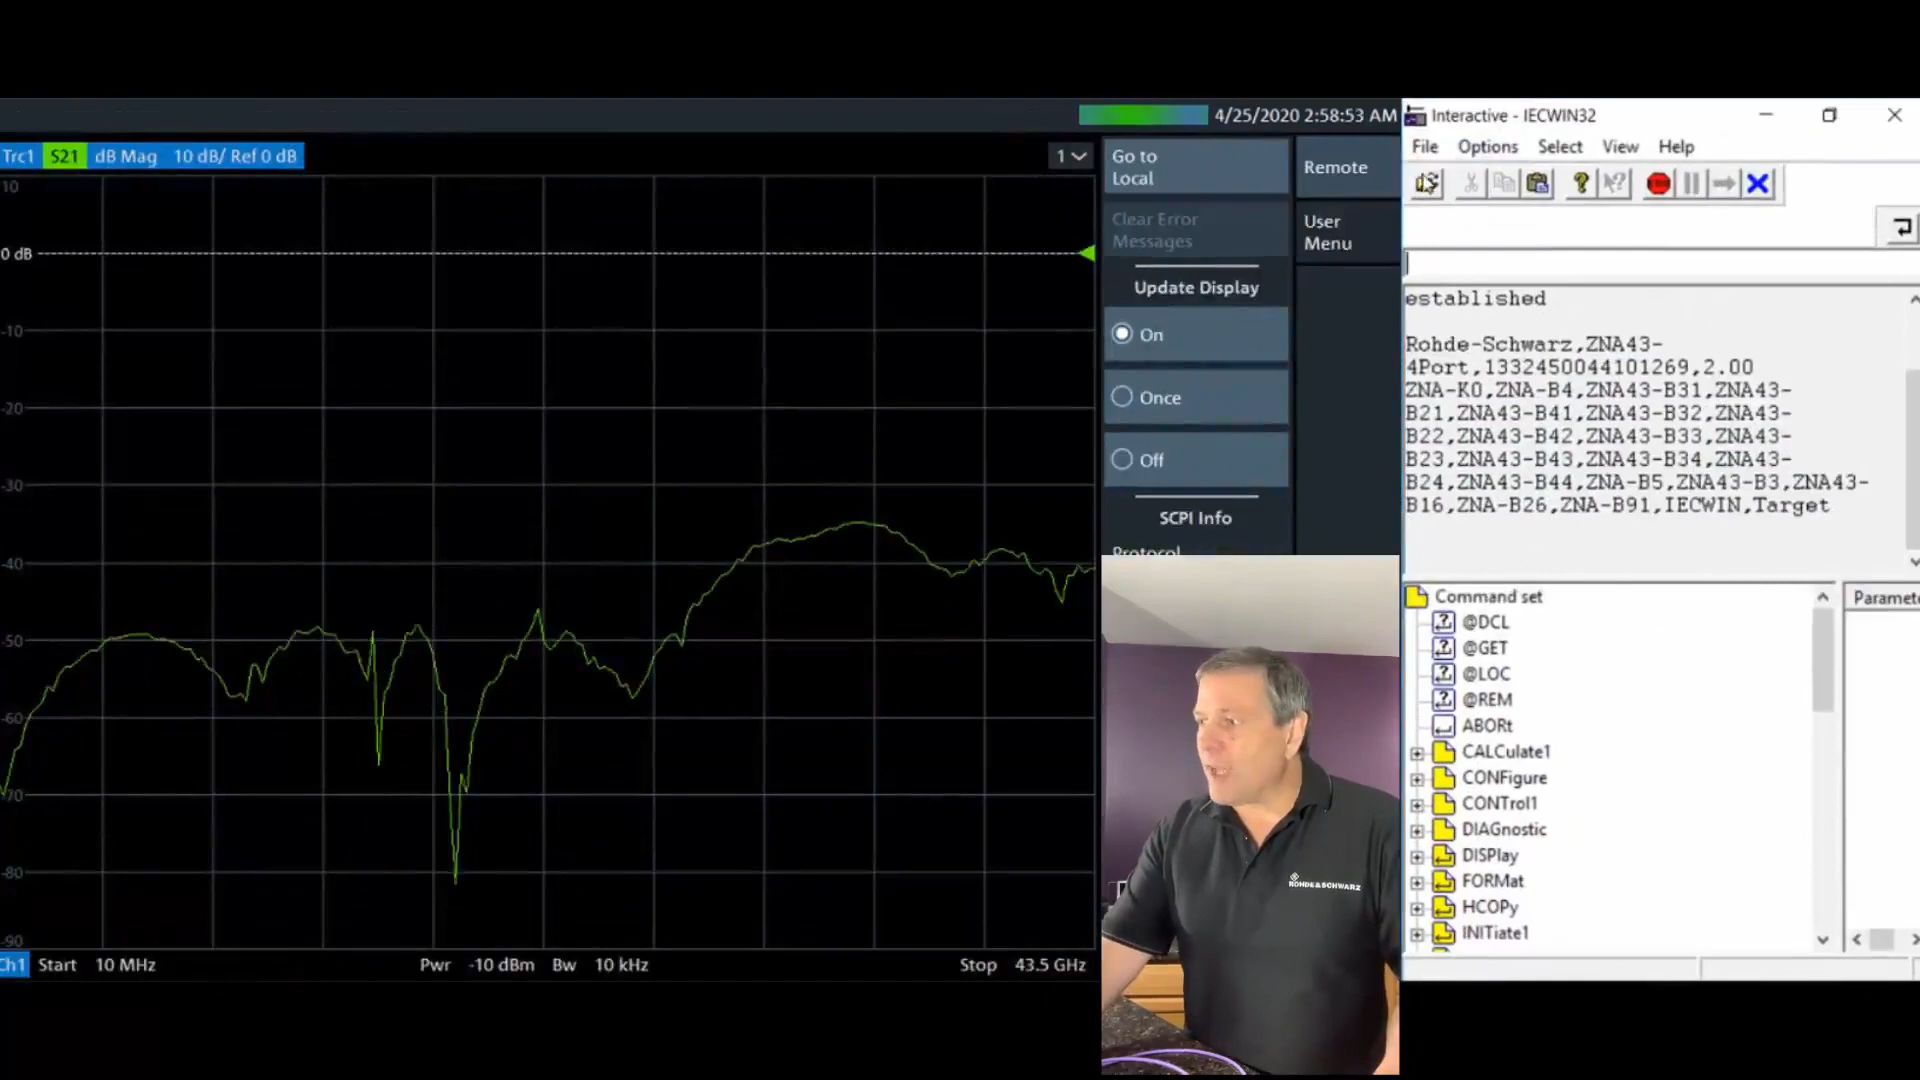 4/25/2020 2:58:53 AM
Trc1 S21 dB Mag 10 dB/ Ref 0 dB
1
10
0 dB
-10
-20
-30
-40
-50
-60
-70
-80
-90
Ch1 Start 10 MHz Pwr -10 dBm Bw 10 kHz Stop 43.5 GHz
Go to
Local
Clear Error
Messages
Update Display
On
Once
Off
SCPI Info
Protocol
Remote
User
Menu
ROHDE&SCHWARZ
Interactive - IECWIN32
File Options Select View Help
established
Rohde-Schwarz,ZNA43-
4Port,1332450044101269,2.00
ZNA-K0,ZNA-B4,ZNA43-B31,ZNA43-
B21,ZNA43-B41,ZNA43-B32,ZNA43-
B22,ZNA43-B42,ZNA43-B33,ZNA43-
B23,ZNA43-B43,ZNA43-B34,ZNA43-
B24,ZNA43-B44,ZNA-B5,ZNA43-B3,ZNA43-
B16,ZNA-B26,ZNA-B91,IECWIN,Target
Command set
@DCL
@GET
@LOC
@REM
ABORt
CALCulate1
CONFigure
CONTrol1
DIAGnostic
DISPlay
FORMat
HCOPy
INITiate1
Paramete